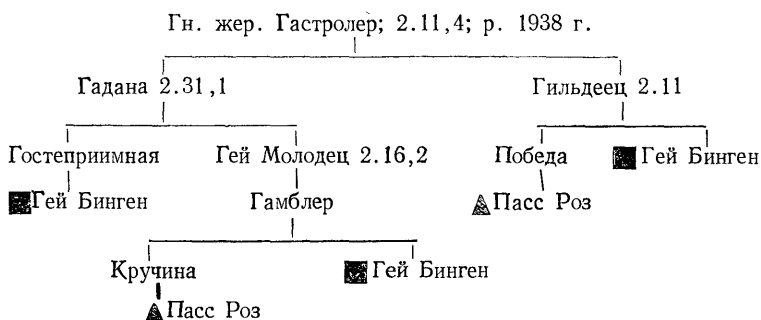 Гн. жер. Гастролер; 2.11,4; р. 1938 г.
Гадана 2.31,1 Гильдеец 2.11
Гостеприимная Гей Молодец 2.16,2 Победа Гей Бинген
Гей Бинген Гамблер Пасс Роз
Кручина Гей Бинген
Пасс Роз